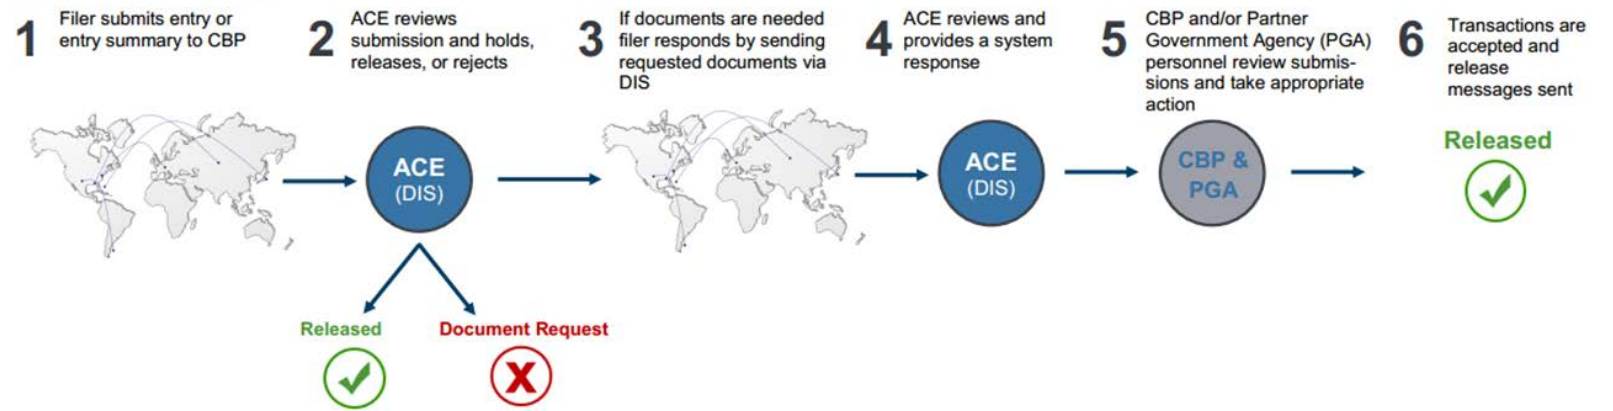 1
Filer submits entry or
entry summary to CBP
2
ACE reviews
submission and holds,
releases, or rejects
3
If documents are needed
filer responds by sending
requested documents via
DIS
4
ACE reviews and
provides a system
response
5
CBP and/or Partner
Government Agency (PGA)
personnel review submis-
sions and take appropriate
action
6
Transactions are
accepted and
release
messages sent
ACE
(DIS)
Released
Document Request
X
ACE
(DIS)
CBP &
PGA
Released